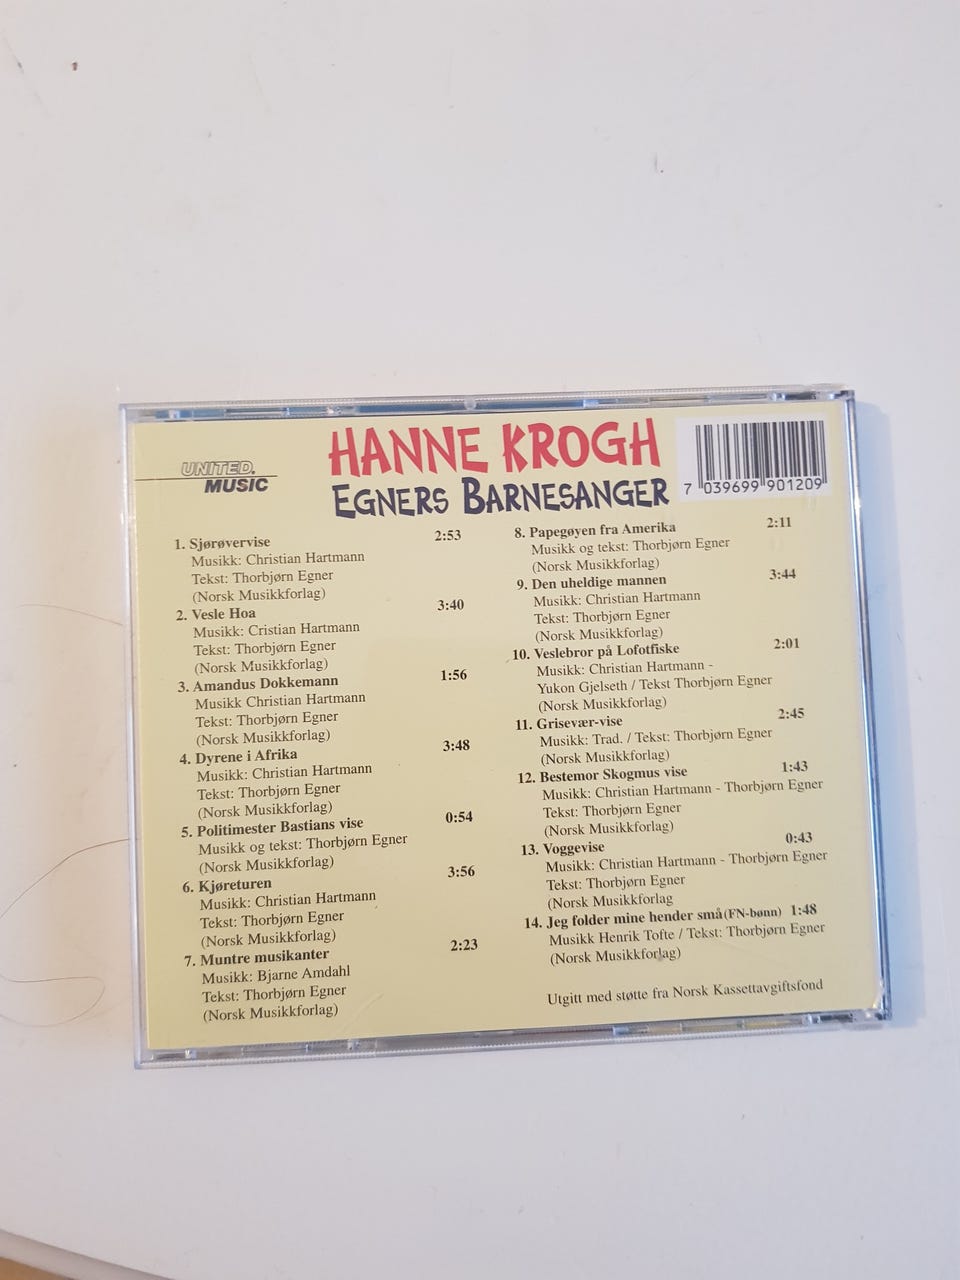 UNITED.
MUSIC
HANNE KROGH
EGNERS BARNESANGER
7 039699 901209
1. Sjørøvervise 2:53
Musikk: Christian Hartmann
Tekst: Thorbjørn Egner
(Norsk Musikkforlag)
2. Vesle Hoa 3:40
Musikk: Cristian Hartmann
Tekst: Thorbjørn Egner
(Norsk Musikkforlag)
3. Amandus Dokkemann 1:56
Musikk Christian Hartmann
Tekst: Thorbjørn Egner
(Norsk Musikkforlag)
4. Dyrene i Afrika 3:48
Musikk: Christian Hartmann
Tekst: Thorbjørn Egner
(Norsk Musikkforlag)
5. Politimester Bastians vise 0:54
Musikk og tekst: Thorbjørn Egner
(Norsk Musikkforlag)
6. Kjøreturen 3:56
Musikk: Christian Hartmann
Tekst: Thorbjørn Egner
(Norsk Musikkforlag)
7. Muntre musikanter 2:23
Musikk: Bjarne Amdahl
Tekst: Thorbjørn Egner
(Norsk Musikkforlag)
8. Papegøyen fra Amerika 2:11
Musikk og tekst: Thorbjørn Egner
(Norsk Musikkforlag)
9. Den uheldige mannen 3:44
Musikk: Christian Hartmann
Tekst: Thorbjørn Egner
(Norsk Musikkforlag)
10. Veslebror på Lofotfiske 2:01
Musikk: Christian Hartmann -
Yukon Gjelseth / Tekst Thorbjørn Egner
(Norsk Musikkforlag)
11. Grisevær-vise 2:45
Musikk: Trad. / Tekst: Thorbjørn Egner
(Norsk Musikkforlag)
12. Bestemor Skogmus vise 1:43
Musikk: Christian Hartmann - Thorbjørn Egner
Tekst: Thorbjørn Egner
(Norsk Musikkforlag)
13. Voggevise 0:43
Musikk: Christian Hartmann - Thorbjørn Egner
Tekst: Thorbjørn Egner
(Norsk Musikkforlag
14. Jeg folder mine hender små(FN-bønn) 1:48
Musikk Henrik Tofte / Tekst: Thorbjørn Egner
(Norsk Musikkforlag)
Utgitt med støtte fra Norsk Kassettavgiftsfond